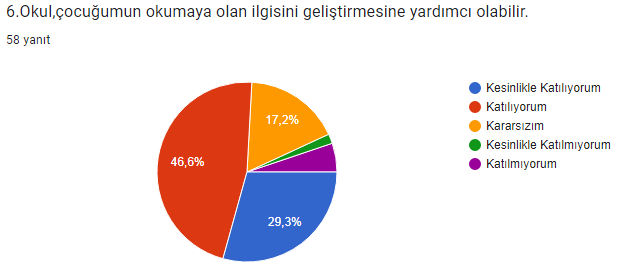 6.Okul,çocuğumun okumaya olan ilgisini geliştirmesine yardımcı olabilir.
58 yanıt
17,2%
46,6%
29,3%
Kesinlikle Katılıyorum
Katılıyorum
Kararsızım
Kesinlikle Katılmıyorum
Katılmıyorum